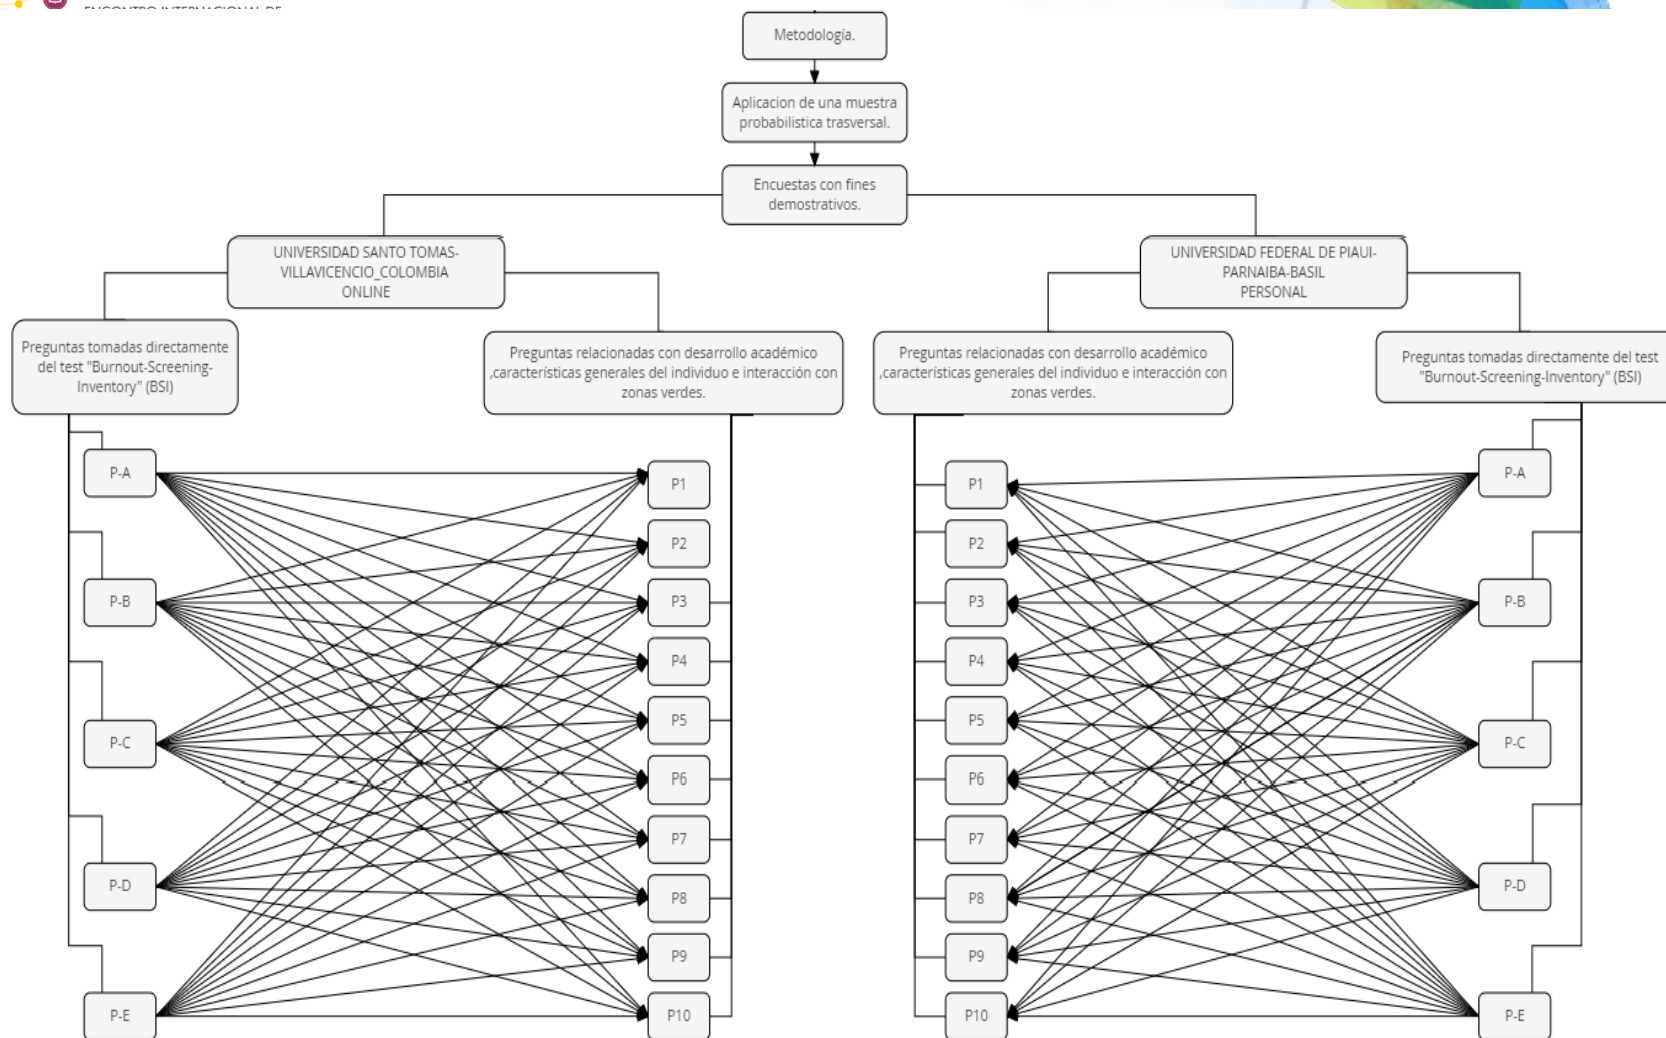 ENCONTRO INTERNACIONAL DE
Metodología.
Aplicacion de una muestra
probabilistica trasversal.
Encuestas con fines
demostrativos.
UNIVERSIDAD SANTO TOMAS-
VILLAVICENCIO_COLOMBIA
ONLINE
UNIVERSIDAD FEDERAL DE PIAUI-
PARNAIBA-BASIL
PERSONAL
Preguntas tomadas directamente
del test "Burnout-Screening-
Inventory" (BSI)
Preguntas relacionadas con desarrollo académico
,características generales del individuo e interacción con
zonas verdes.
Preguntas relacionadas con desarrollo académico
,características generales del individuo e interacción con
zonas verdes.
Preguntas tomadas directamente del test
"Burnout-Screening-Inventory" (BSI)
P-A
P-B
P-C
P-D
P-E
P1
P2
P3
P4
P5
P6
P7
P8
P9
P10
P1
P2
P3
P4
P5
P6
P7
P8
P9
P10
P-A
P-B
P-C
P-D
P-E